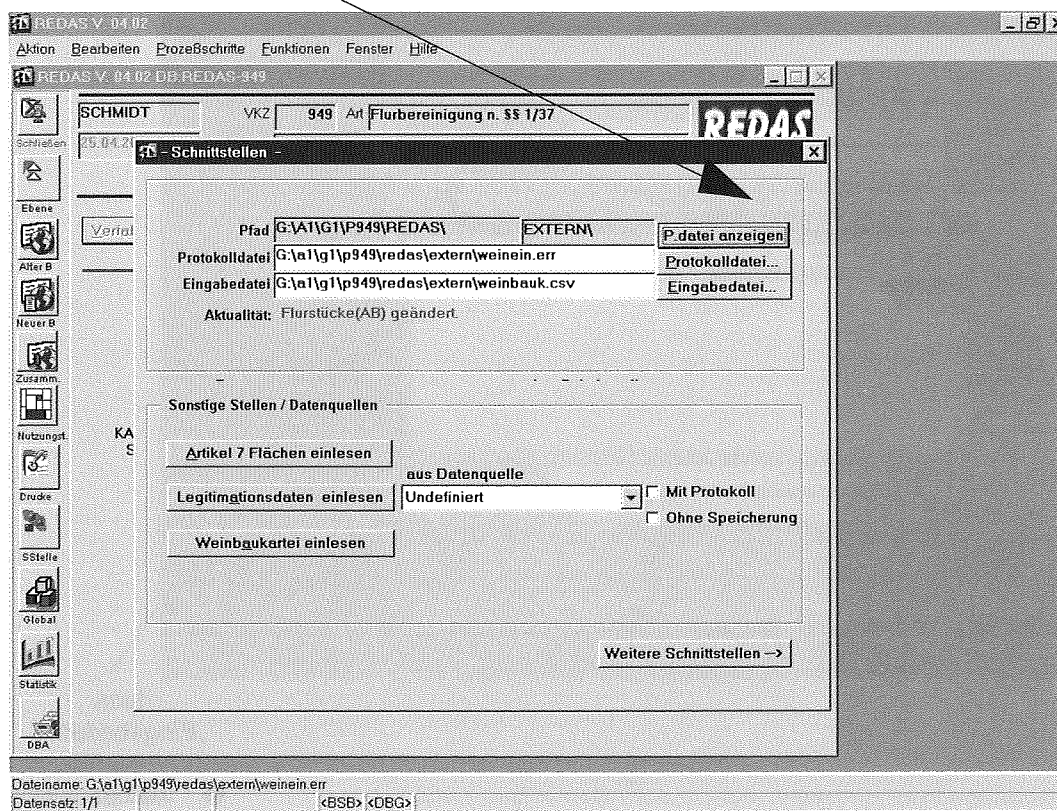 REDAS V. 04.02
Aktion Bearbeiten Prozeßschritte Funktionen Fenster Hilfe
REDAS V. 04.02 DB REDAS-949
Schließen
SCHMIDT VKZ 949 Art Flurbereinigung n. §§ 1/37
REDAS
25.04.20
- Schnittstellen -
Ebene
Alter B
Neuer B
Zusamm.
Nutzungst.
Drucke
SStelle
Global
Statistik
DBA
Pfad G:\A1\G1\P949\REDAS\ EXTERN\ P.datei anzeigen
Protokolldatei G:\a1\g1\p949\redas\extern\weinein.err Protokolldatei...
Eingabedatei G:\a1\g1\p949\redas\extern\weinbauk.csv Eingabedatei...
Aktualität: Flurstücke(AB) geändert.
Sonstige Stellen / Datenquellen
KA
S
Artikel 7 Flächen einlesen
aus Datenquelle
Legitimationsdaten einlesen Undefiniert Mit Protokoll
Ohne Speicherung
Weinbaukartei einlesen
Weitere Schnittstellen -->
Dateiname: G:\a1\g1\p949\redas\extern\weinein.err
Datensatz: 1/1 <BSB> <DBG>